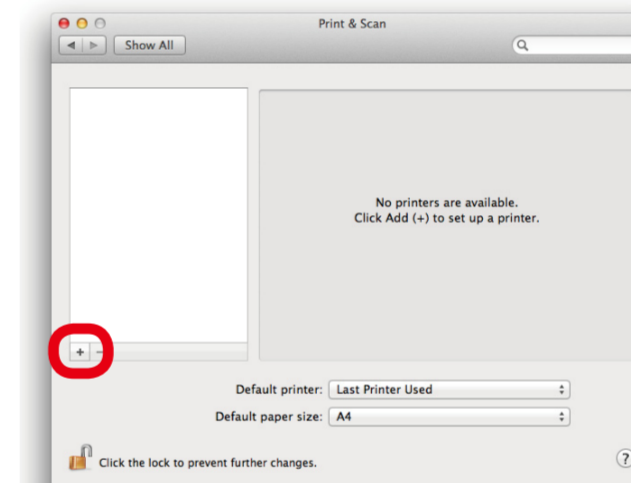 Print & Scan
Show All
No printers are available.
Click Add (+) to set up a printer.
+ −
Default printer: Last Printer Used
Default paper size: A4
Click the lock to prevent further changes.
?